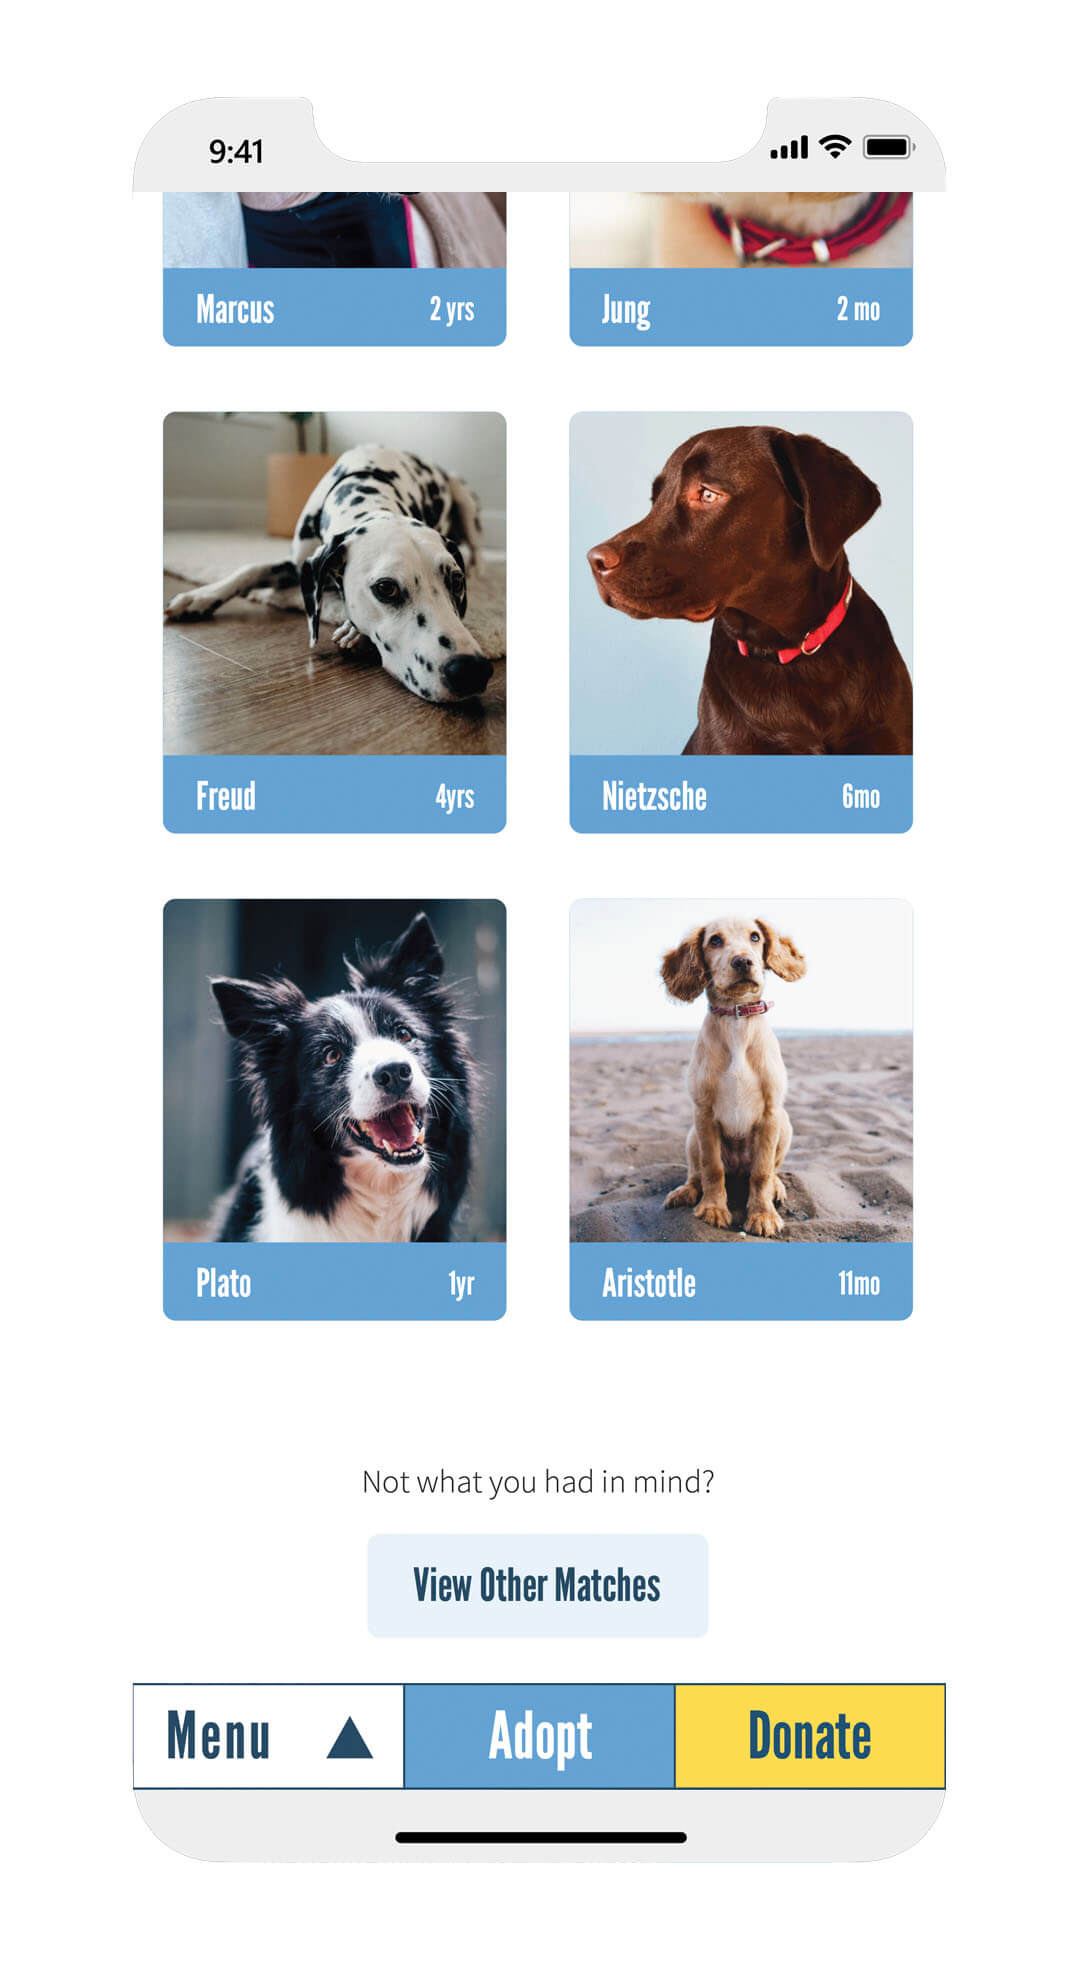 9:41
Marcus 2 yrs
Jung 2 mo
Freud 4yrs
Nietzsche 6mo
Plato 1yr
Aristotle 11mo
Not what you had in mind?
View Other Matches
Menu Adopt Donate